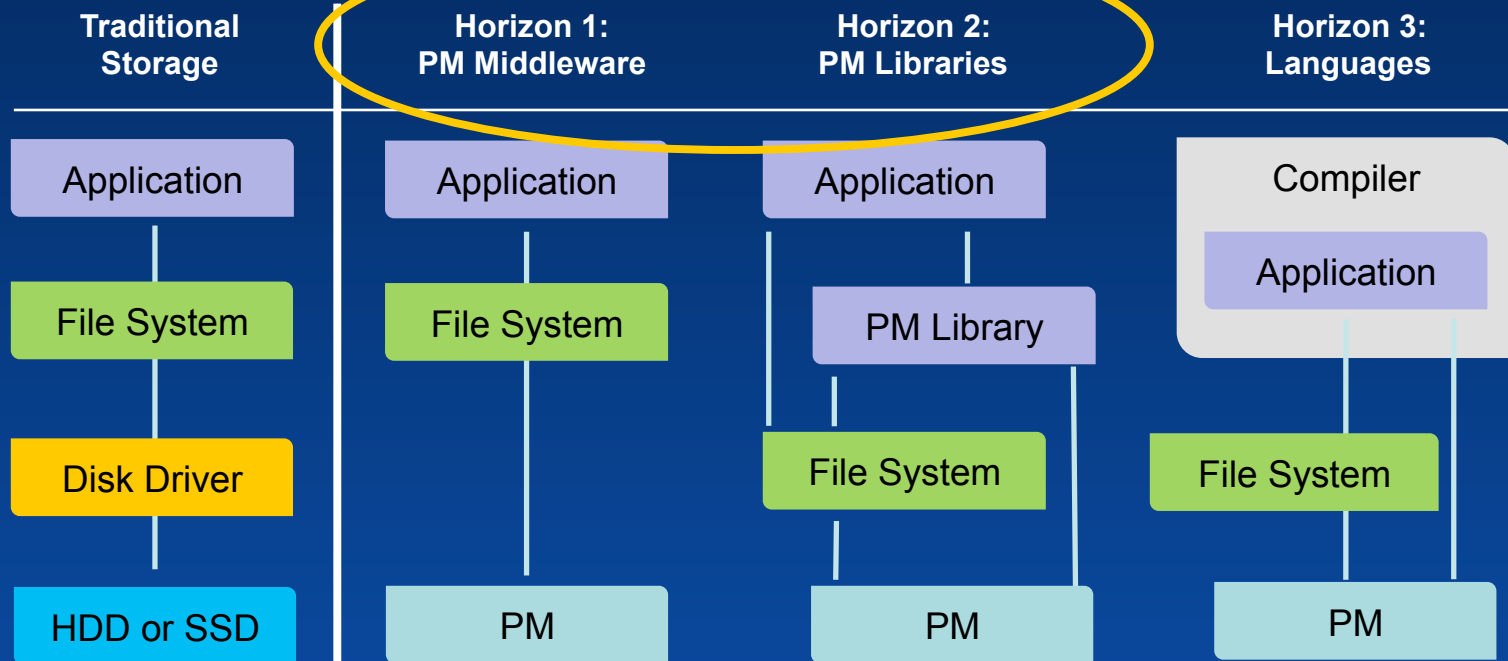 Traditional
Storage
Horizon 1:
PM Middleware
Horizon 2:
PM Libraries
Horizon 3:
Languages
Application
File System
Disk Driver
HDD or SSD
Application
File System
PM
Application
PM Library
File System
PM
Compiler
Application
File System
PM